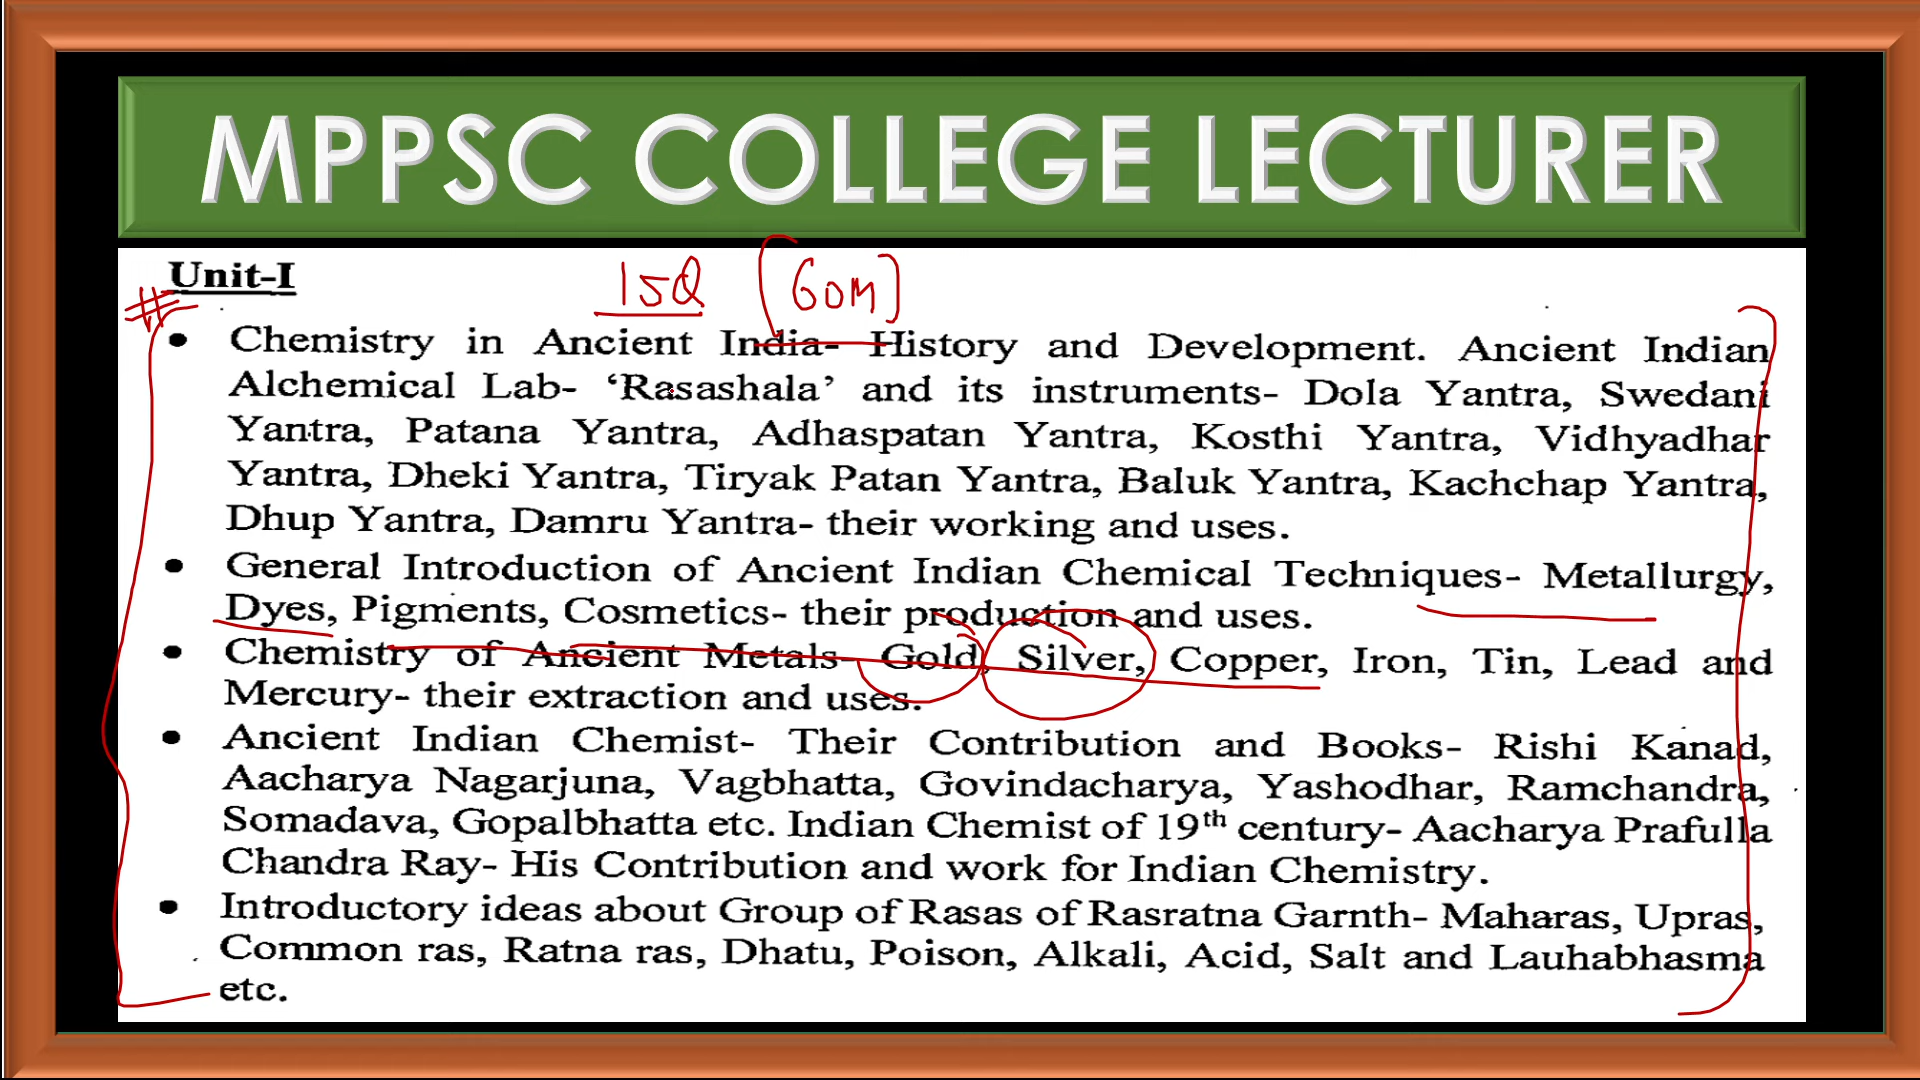 MPPSC COLLEGE LECTURER
Unit-I
15Q [60M]
#
• Chemistry in Ancient India- History and Development. Ancient Indian
Alchemical Lab- ‘Rasashala’ and its instruments- Dola Yantra, Swedani
Yantra, Patana Yantra, Adhaspatan Yantra, Kosthi Yantra, Vidhyadhar
Yantra, Dheki Yantra, Tiryak Patan Yantra, Baluk Yantra, Kachchap Yantra,
Dhup Yantra, Damru Yantra- their working and uses.
• General Introduction of Ancient Indian Chemical Techniques- Metallurgy,
Dyes, Pigments, Cosmetics- their production and uses.
• Chemistry of Ancient Metals- Gold, Silver, Copper, Iron, Tin, Lead and
Mercury- their extraction and uses.
• Ancient Indian Chemist- Their Contribution and Books- Rishi Kanad,
Aacharya Nagarjuna, Vagbhatta, Govindacharya, Yashodhar, Ramchandra,
Somadava, Gopalbhatta etc. Indian Chemist of 19th century- Aacharya Prafulla
Chandra Ray- His Contribution and work for Indian Chemistry.
• Introductory ideas about Group of Rasas of Rasratna Garnth- Maharas, Upras,
Common ras, Ratna ras, Dhatu, Poison, Alkali, Acid, Salt and Lauhabhasma
etc.